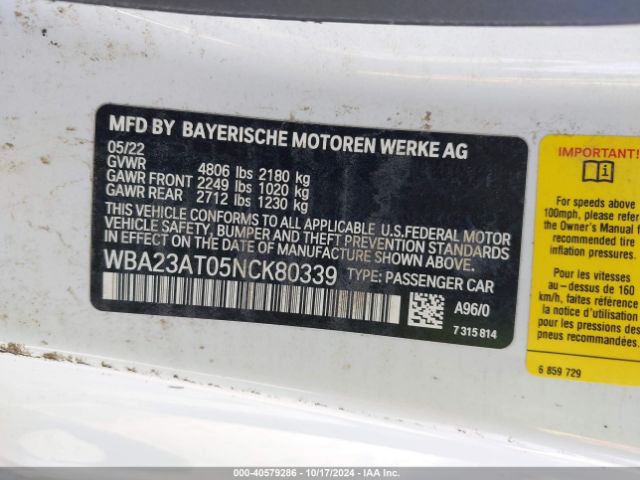 MFD BY BAYERISCHE MOTOREN WERKE AG
05/22
GVWR 4806 lbs 2180 kg
GAWR FRONT 2249 lbs 1020 kg
GAWR REAR 2712 lbs 1230 kg
THIS VEHICLE CONFORMS TO ALL APPLICABLE U.S.FEDERAL MOTOR
VEHICLE SAFETY, BUMPER AND THEFT PREVENTION STANDARDS
IN EFFECT ON THE DATE OF MANUFACTURE SHOWN ABOVE.
WBA23AT05NCK80339 TYPE: PASSENGER CAR
A96/0
7 315 814
IMPORTANT!
For speeds above
100mph, please refer
the Owner's Manual f
recommended tire
inflation pressures.
Pour les vitesses
au-dessus de 160
km/h, faites référence
la notice d'utilisation
pour les pressions des
pneus recommandées.
6 859 729
000-40579286 - 10/17/2024 - IMPACT AUTO AUCTIONS